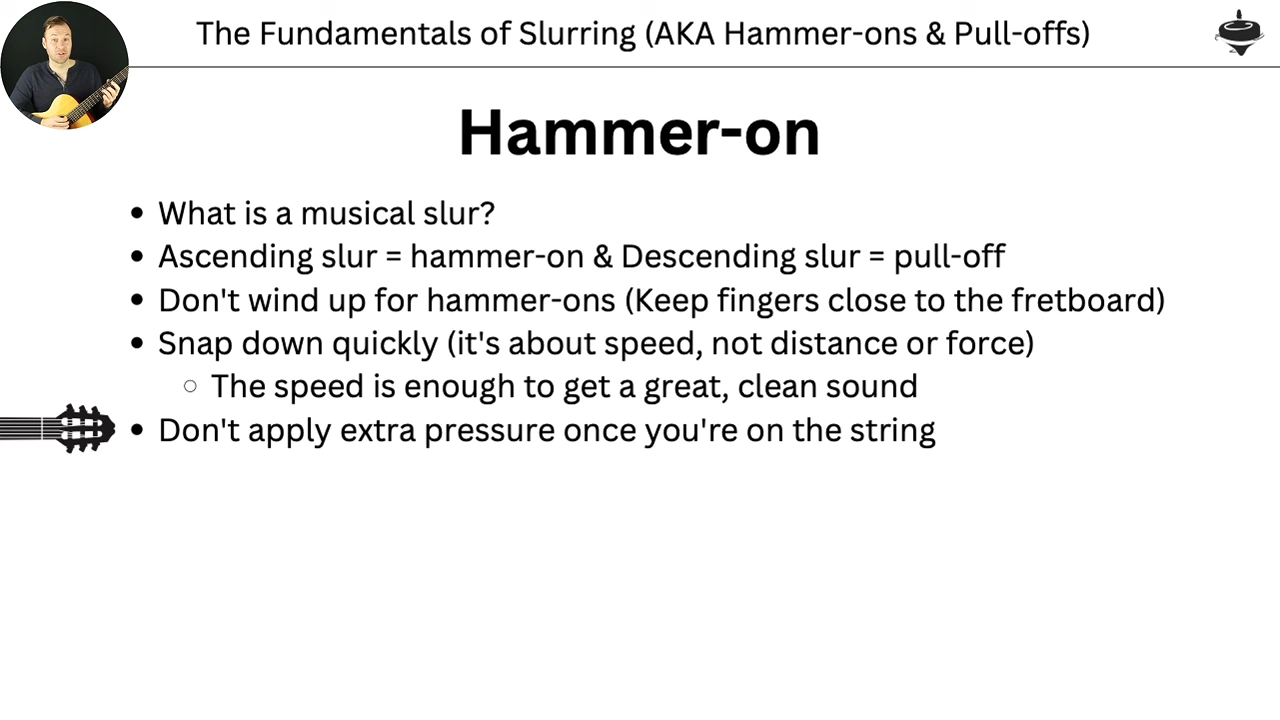 The Fundamentals of Slurring (AKA Hammer-ons & Pull-offs)
Hammer-on
What is a musical slur?
Ascending slur = hammer-on & Descending slur = pull-off
Don't wind up for hammer-ons (Keep fingers close to the fretboard)
Snap down quickly (it's about speed, not distance or force)
The speed is enough to get a great, clean sound
Don't apply extra pressure once you're on the string